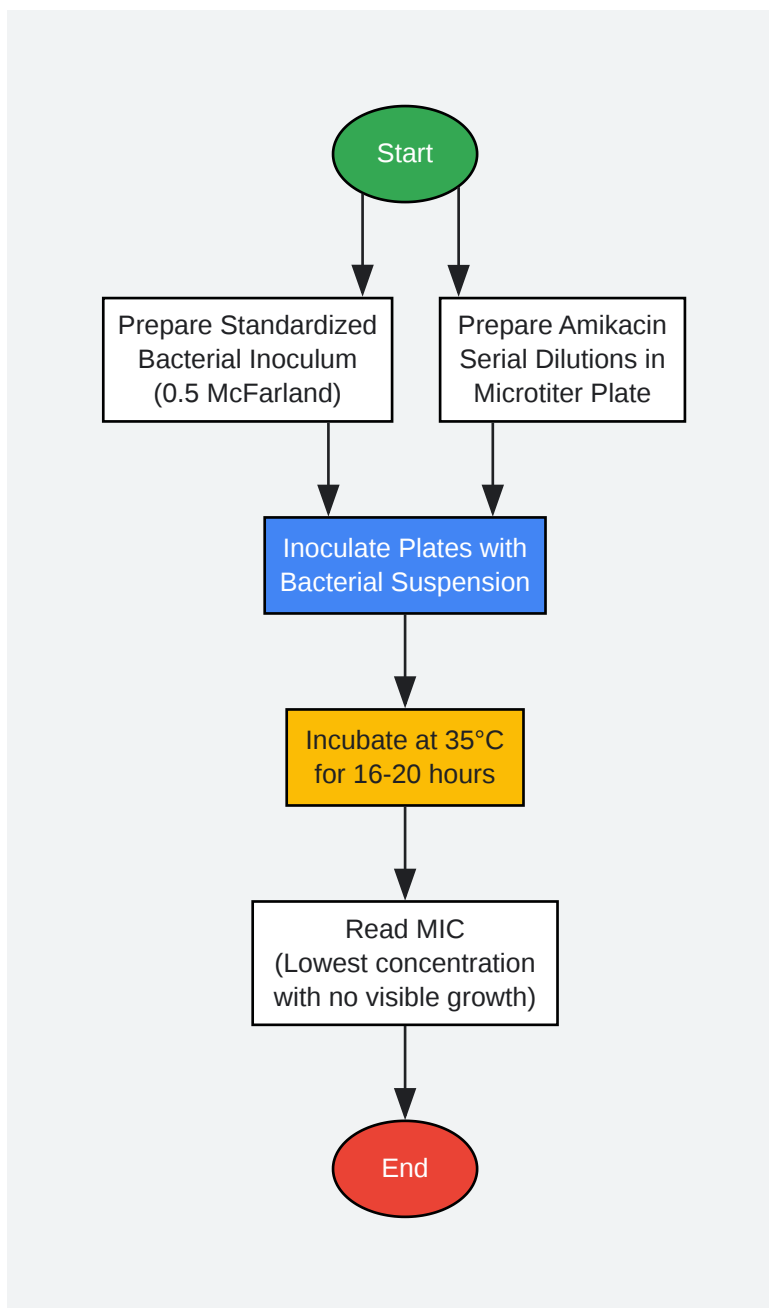 Start
Prepare Standardized
Bacterial Inoculum
(0.5 McFarland)
Prepare Amikacin
Serial Dilutions in
Microtiter Plate
Inoculate Plates with
Bacterial Suspension
Incubate at 35°C
for 16-20 hours
Read MIC
(Lowest concentration
with no visible growth)
End